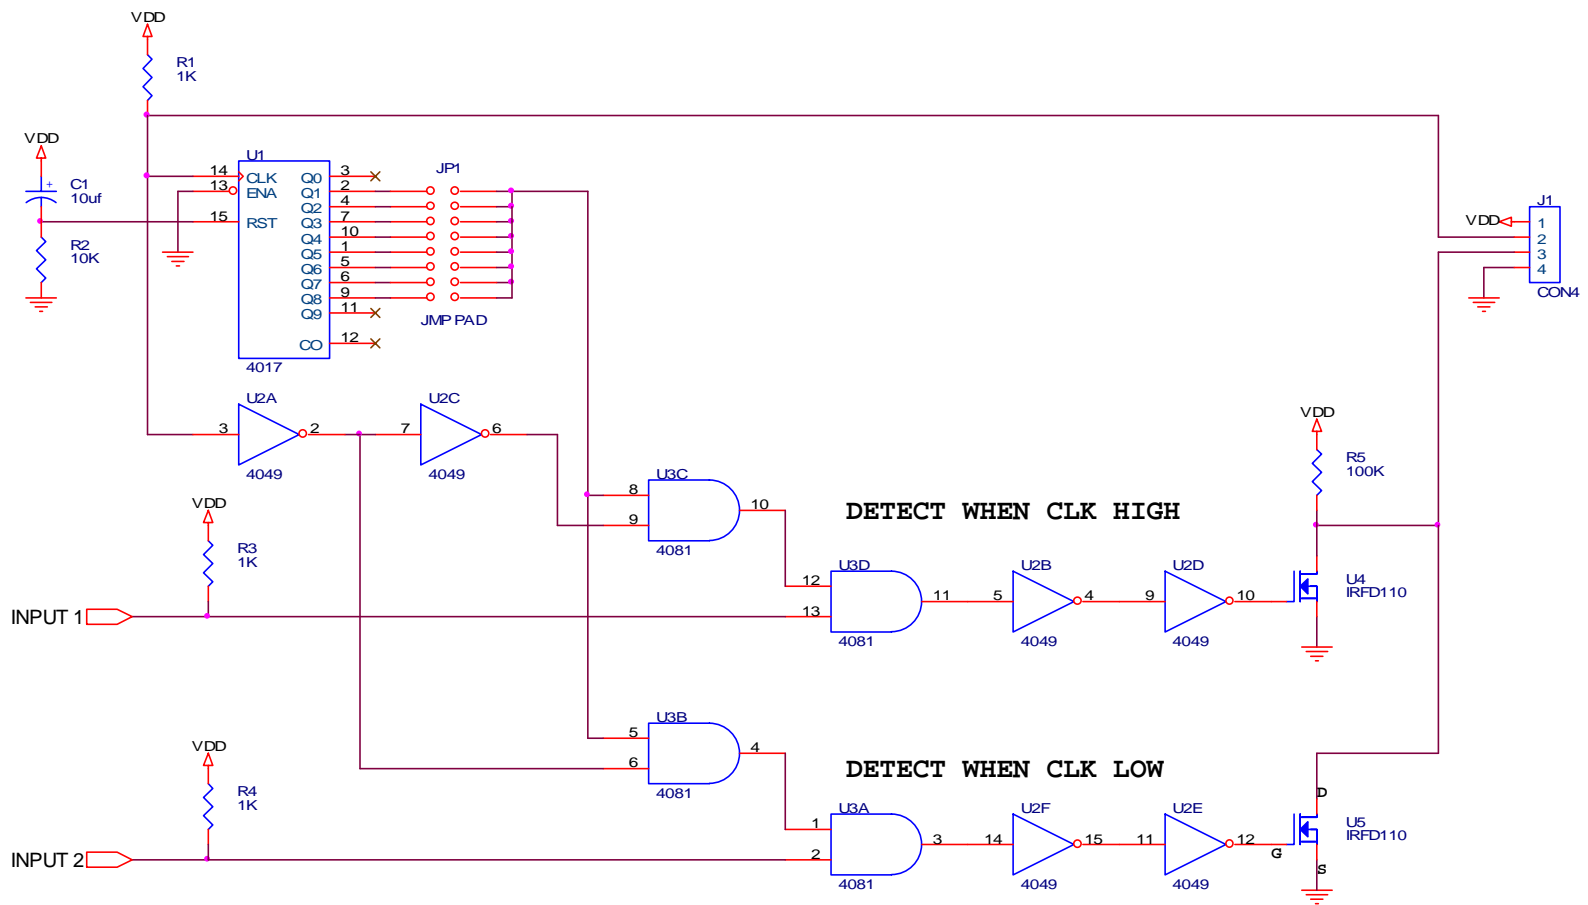 VDD
R1
1K
VDD
C1
10uf
+
R2
10K
U1
14 CLK
13 ENA
15 RST
Q0 3
Q1 2
Q2 4
Q3 7
Q4 10
Q5 1
Q6 5
Q7 6
Q8 9
Q9 11
CO 12
4017
JP1
JMP PAD
J1
VDD 1
2
3
4
CON4
U2A
3 2
4049
U2C
7 6
4049
VDD
R5
100K
U3C
8
9
10
4081
DETECT WHEN CLK HIGH
VDD
R3
1K
INPUT 1
U3D
12
13
11
4081
U2B
5 4
4049
U2D
9 10
4049
U4
IRFD110
U3B
5
6
4
4081
DETECT WHEN CLK LOW
VDD
R4
1K
INPUT 2
U3A
1
2
3
4081
U2F
14 15
4049
U2E
11 12
4049
D
G
S
U5
IRFD110